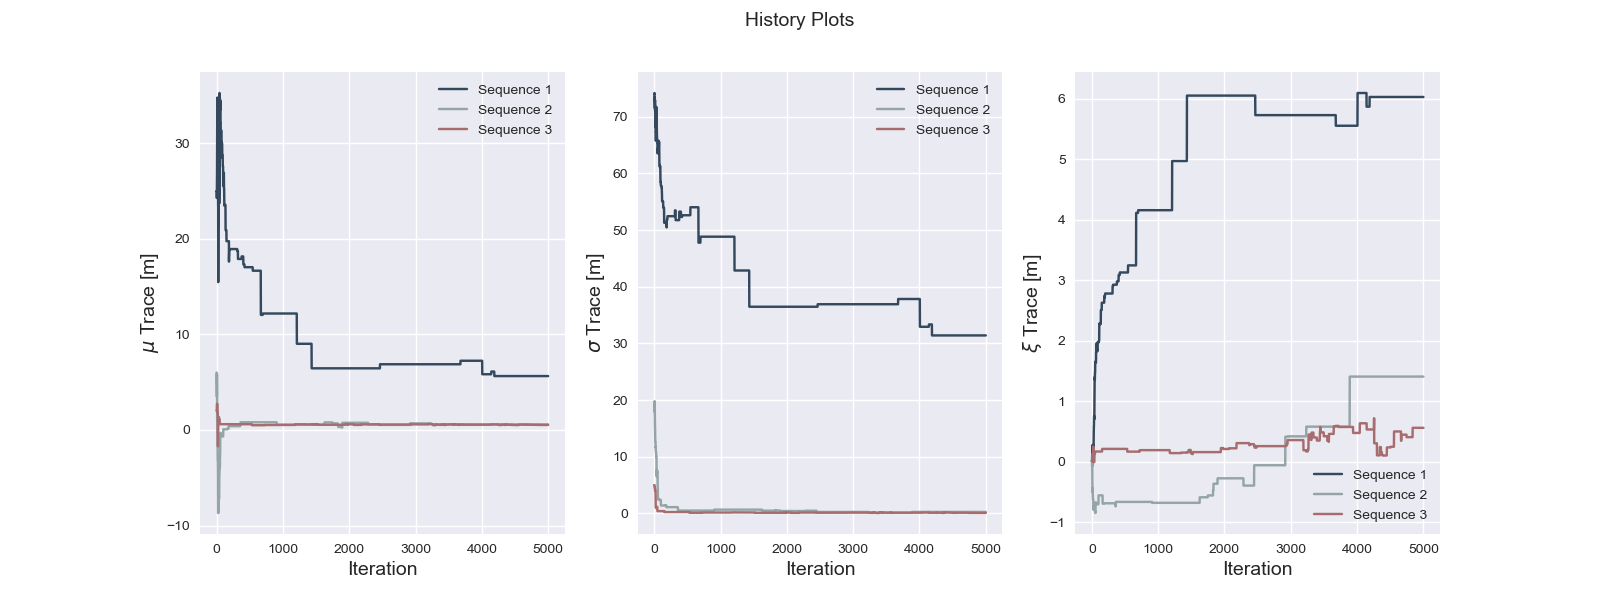 History Plots
μ Trace [m]
30
20
10
0
−10
0 1000 2000 3000 4000 5000
Iteration
Sequence 1
Sequence 2
Sequence 3
σ Trace [m]
70
60
50
40
30
20
10
0
0 1000 2000 3000 4000 5000
Iteration
Sequence 1
Sequence 2
Sequence 3
ξ Trace [m]
6
5
4
3
2
1
0
−1
0 1000 2000 3000 4000 5000
Iteration
Sequence 1
Sequence 2
Sequence 3